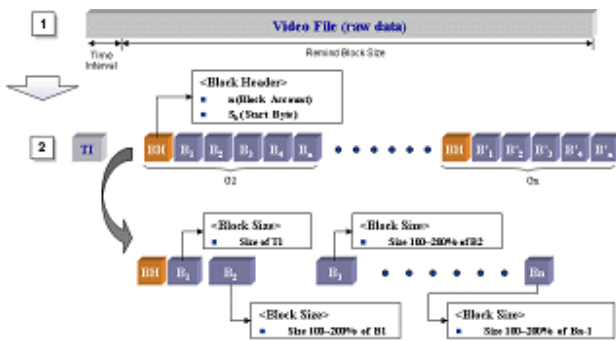 1
Video File (raw data)
Time Interval
Remind Block Size
<Block Header>
n(Block Account)
Sn(Start Byte)
2
TI
BH B1 B2 B3 B4 Bn
BH B'1 B'2 B'3 B'4 B'n
G2
Gn
<Block Size>
Size of TI
<Block Size>
Size 100~200% of B2
BH B1 B2 B3 Bn
<Block Size>
Size 100~200% of B1
<Block Size>
Size 100~200% of Bn-1